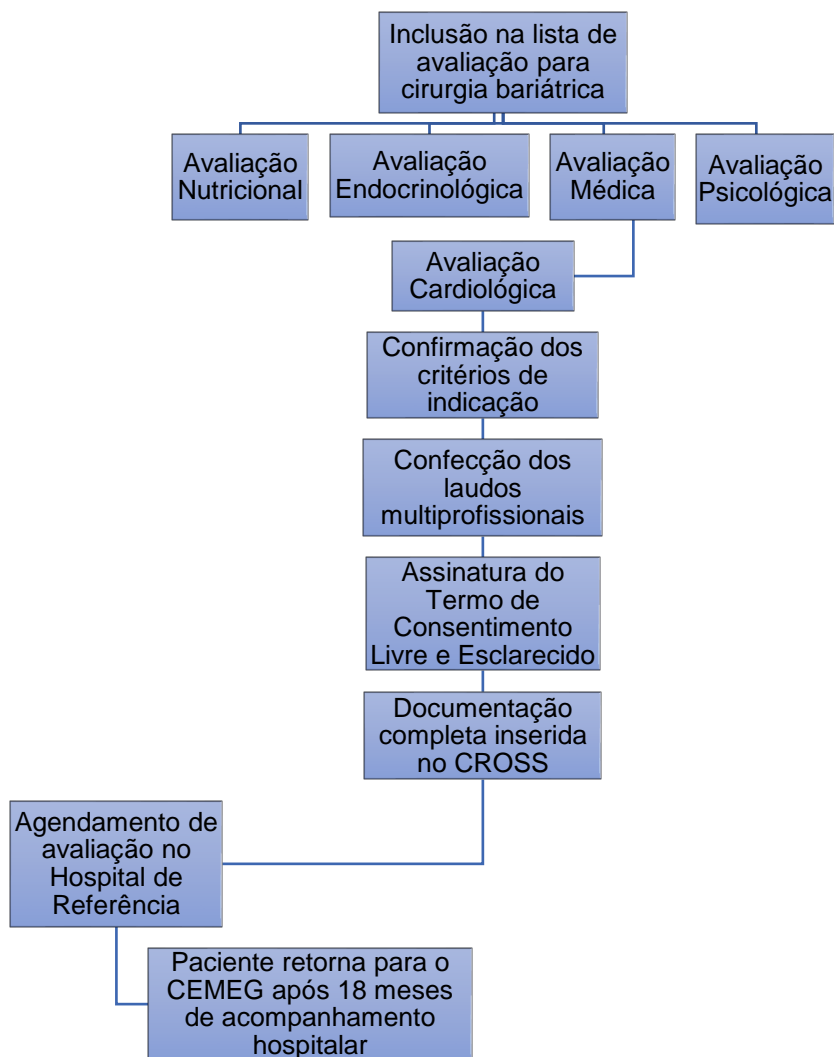 Inclusão na lista de
avaliação para
cirurgia bariátrica
Avaliação
Nutricional
Avaliação
Endocrinológica
Avaliação
Médica
Avaliação
Psicológica
Avaliação
Cardiológica
Confirmação dos
critérios de
indicação
Confecção dos
laudos
multiprofissionais
Assinatura do
Termo de
Consentimento
Livre e Esclarecido
Documentação
completa inserida
no CROSS
Agendamento de
avaliação no
Hospital de
Referência
Paciente retorna para o
CEMEG após 18 meses
de acompanhamento
hospitalar